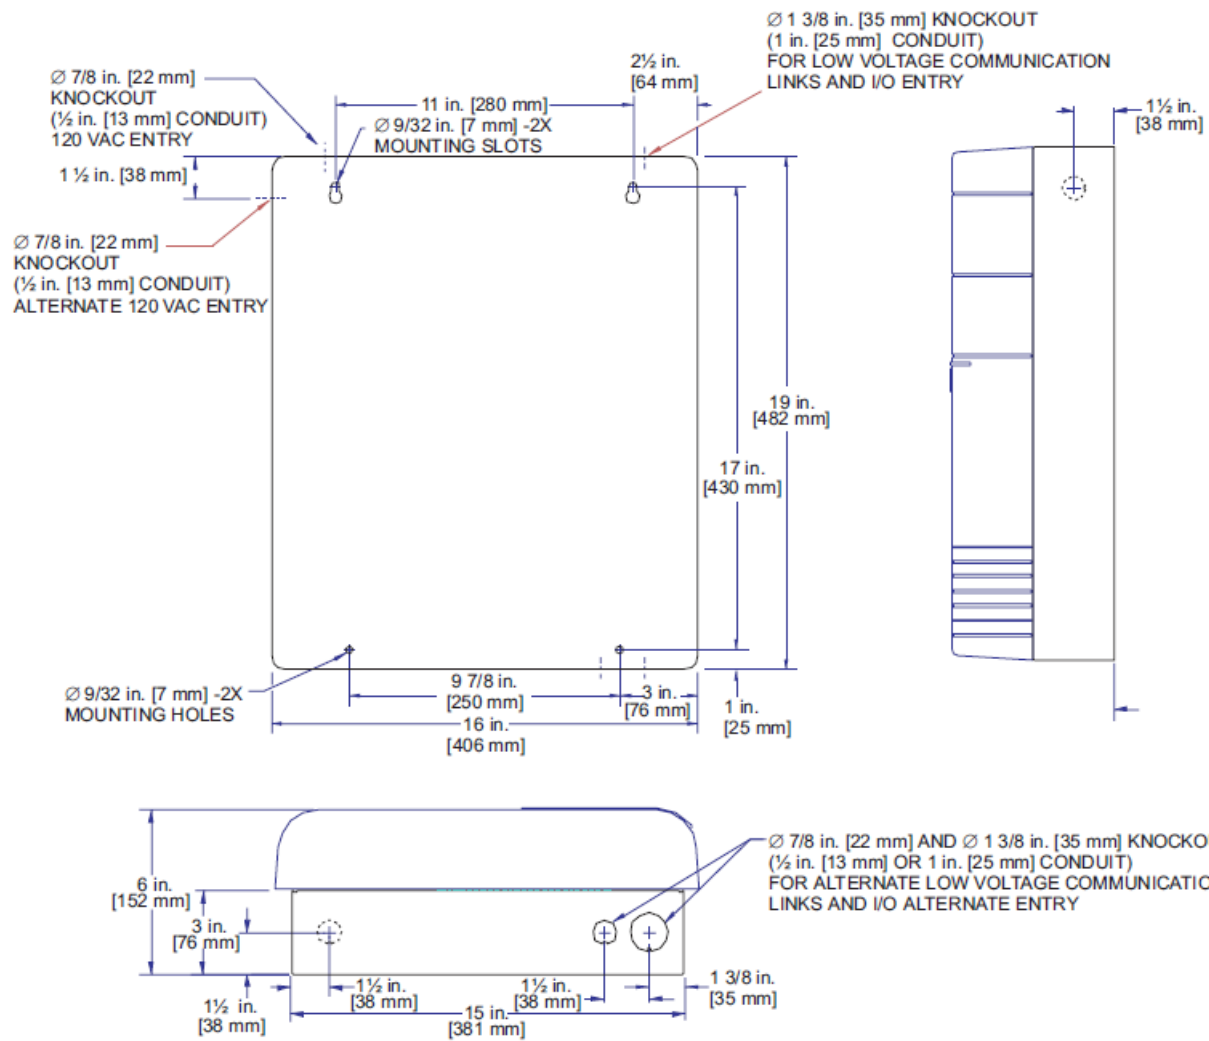 Ø 1 3/8 in. [35 mm] KNOCKOUT
(1 in. [25 mm] CONDUIT)
FOR LOW VOLTAGE COMMUNICATION
LINKS AND I/O ENTRY
2½ in.
[64 mm]
Ø 7/8 in. [22 mm]
KNOCKOUT
(½ in. [13 mm] CONDUIT)
120 VAC ENTRY
11 in. [280 mm]
Ø 9/32 in. [7 mm] -2X
MOUNTING SLOTS
1½ in.
[38 mm]
1 ½ in. [38 mm]
Ø 7/8 in. [22 mm]
KNOCKOUT
(½ in. [13 mm] CONDUIT)
ALTERNATE 120 VAC ENTRY
19 in.
[482 mm]
17 in.
[430 mm]
Ø 9/32 in. [7 mm] -2X
MOUNTING HOLES
9 7/8 in.
[250 mm]
3 in.
[76 mm]
16 in.
[406 mm]
1 in.
[25 mm]
Ø 7/8 in. [22 mm] AND Ø 1 3/8 in. [35 mm] KNOCKO
(½ in. [13 mm] OR 1 in. [25 mm] CONDUIT)
FOR ALTERNATE LOW VOLTAGE COMMUNICATIO
LINKS AND I/O ALTERNATE ENTRY
6 in.
[152 mm]
3 in.
[76 mm]
1½ in.
[38 mm]
1½ in.
[38 mm]
1½ in.
[38 mm]
1 3/8 in.
[35 mm]
15 in.
[381 mm]